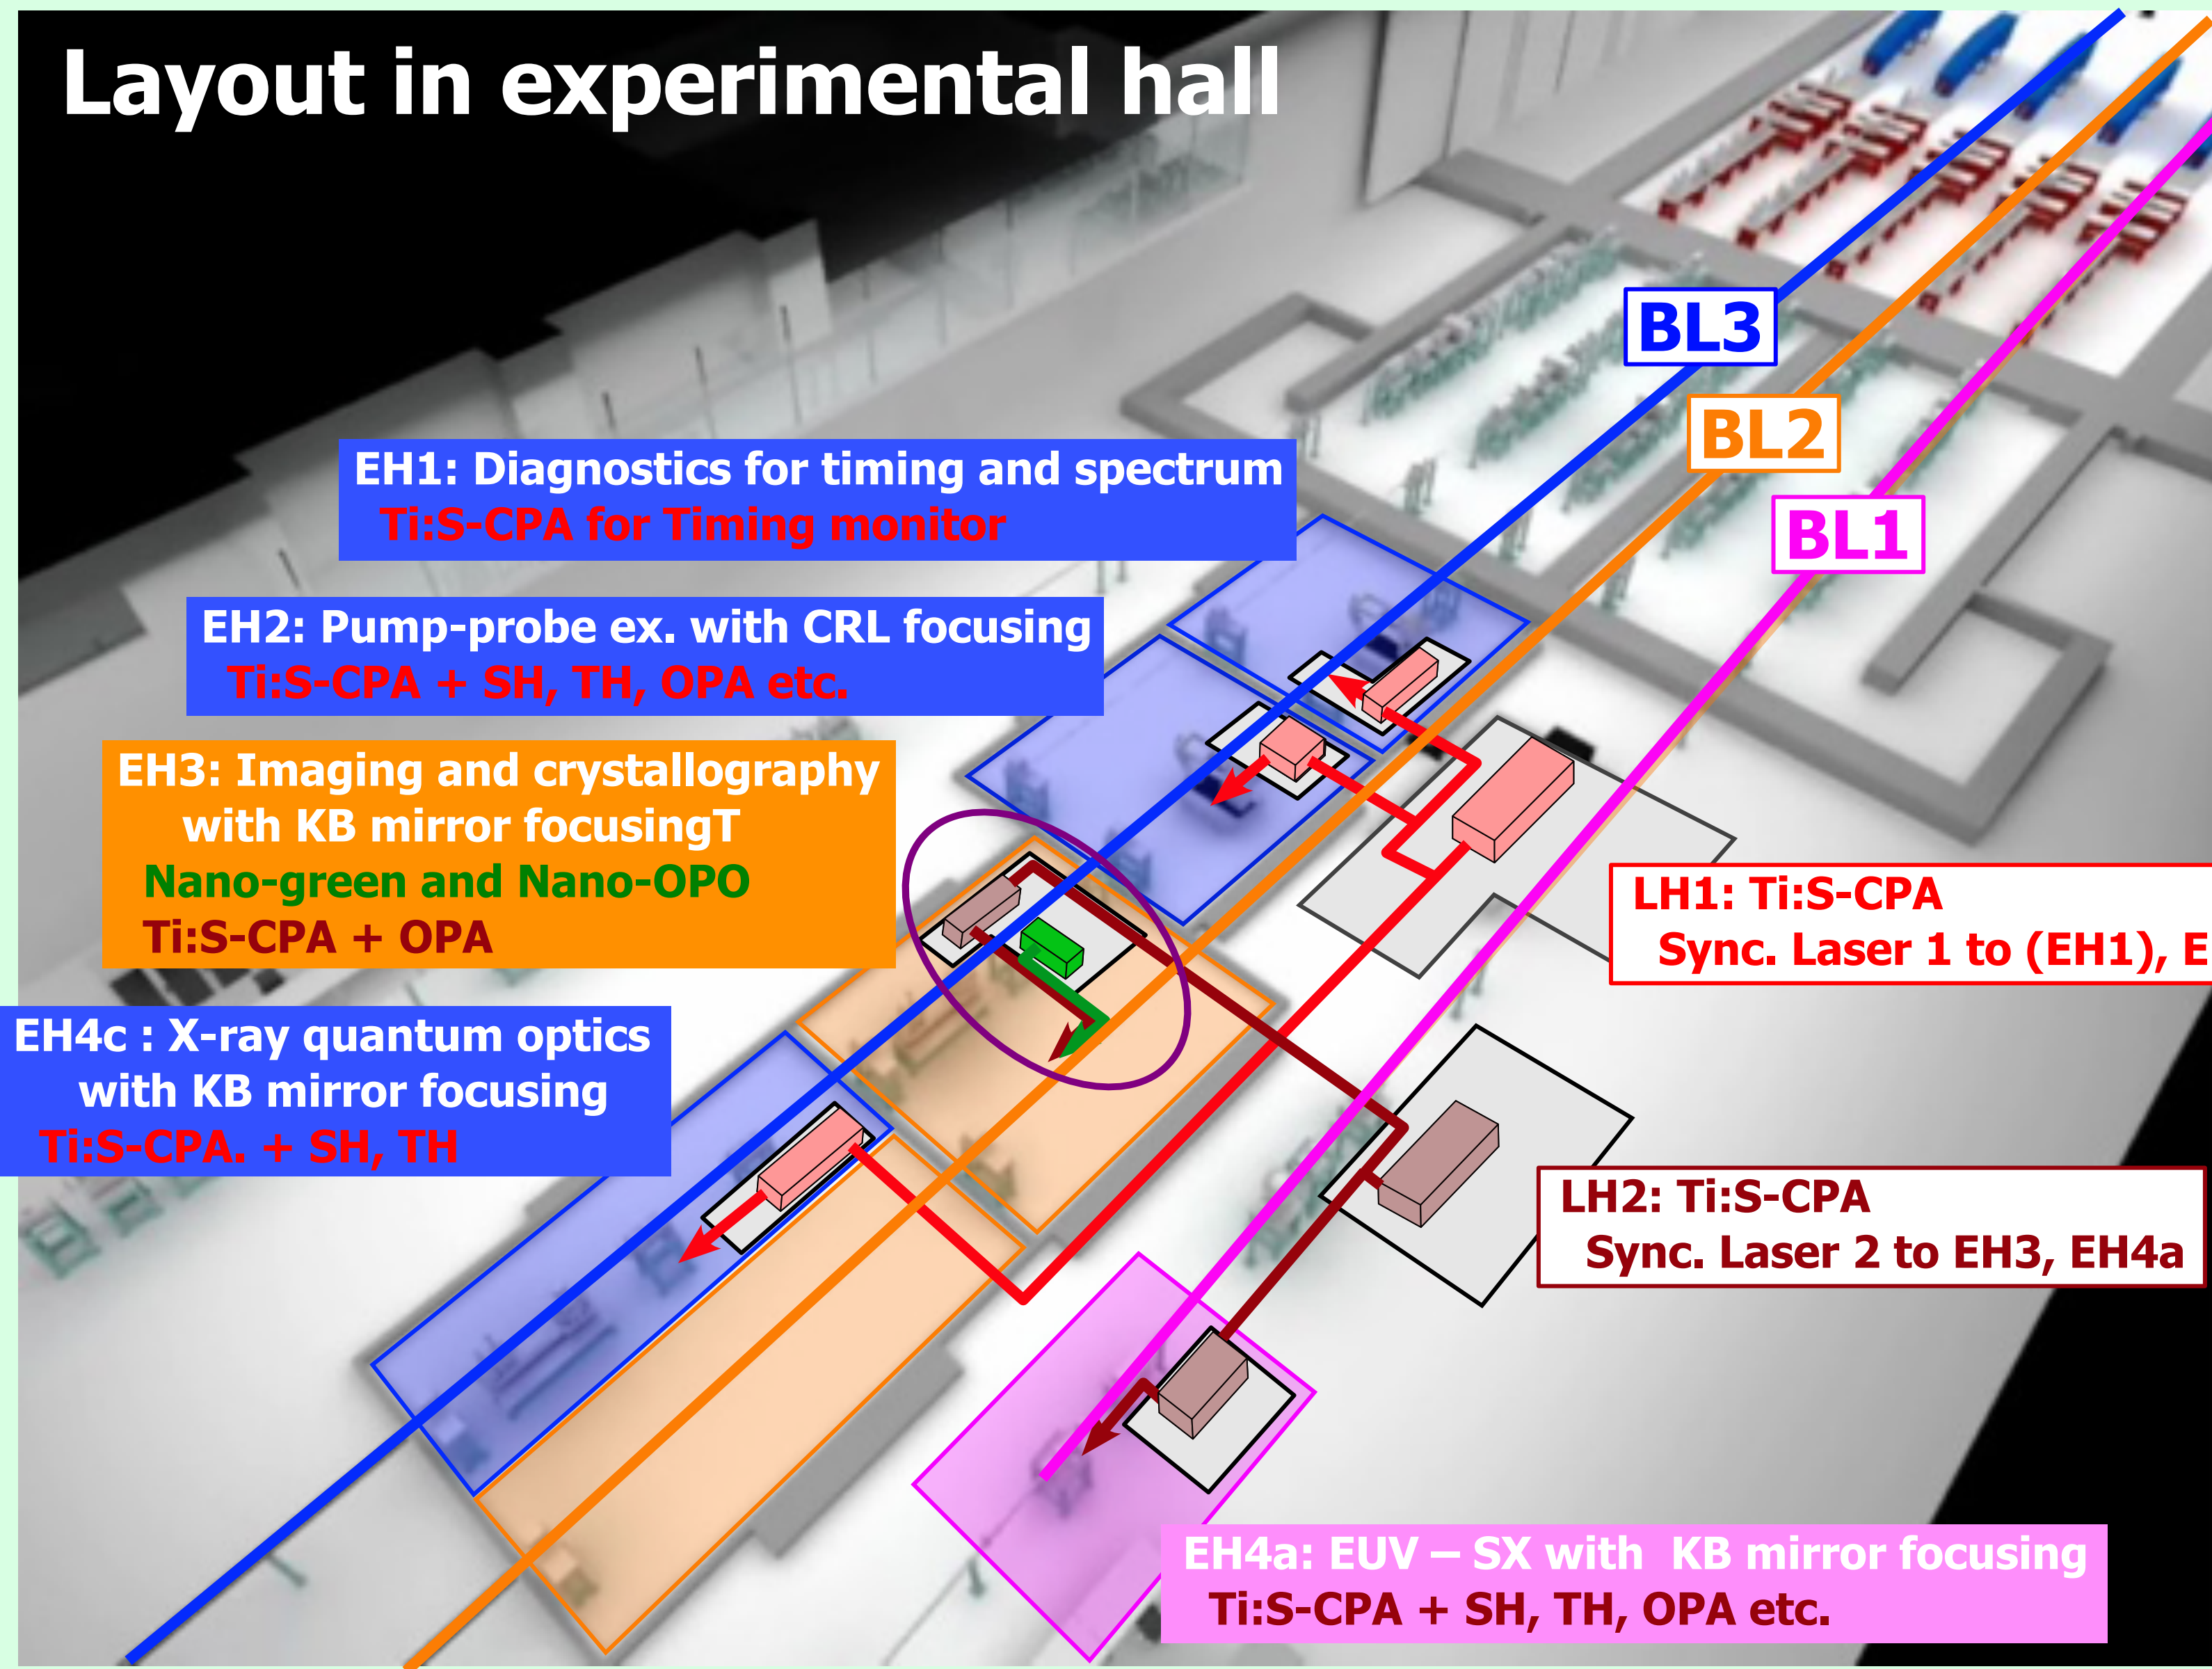 Layout in experimental hall
BL3
BL2
BL1
EH1: Diagnostics for timing and spectrum
Ti:S-CPA for Timing monitor
EH2: Pump-probe ex. with CRL focusing
Ti:S-CPA + SH, TH, OPA etc.
EH3: Imaging and crystallography
with KB mirror focusingT
Nano-green and Nano-OPO
Ti:S-CPA + OPA
LH1: Ti:S-CPA
Sync. Laser 1 to (EH1),
EH4c : X-ray quantum optics
with KB mirror focusing
Ti:S-CPA. + SH, TH
LH2: Ti:S-CPA
Sync. Laser 2 to EH3, EH4a
EH4a: EUV – SX with KB mirror focusing
Ti:S-CPA + SH, TH, OPA etc.